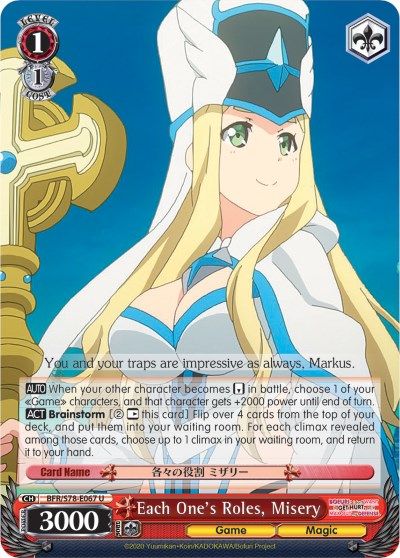 LEVEL
1
1
COST
You and your traps are impressive as always, Markus.
AUTO When your other character becomes in battle, choose 1 of your
«Game» characters, and that character gets +2000 power until end of turn.
ACT Brainstorm [② this card] Flip over 4 cards from the top of your
deck, and put them into your waiting room. For each climax revealed
among those cards, choose up to 1 climax in your waiting room, and return
it to your hand.
Card Name 各々の役割 ミザリー
CH BFR/S78-E067 U
POWER 3000 SOUL Each One's Roles, Misery
Game Magic
©2020 Yuumikan•Koin/KADOKAWA/Bofuri Project